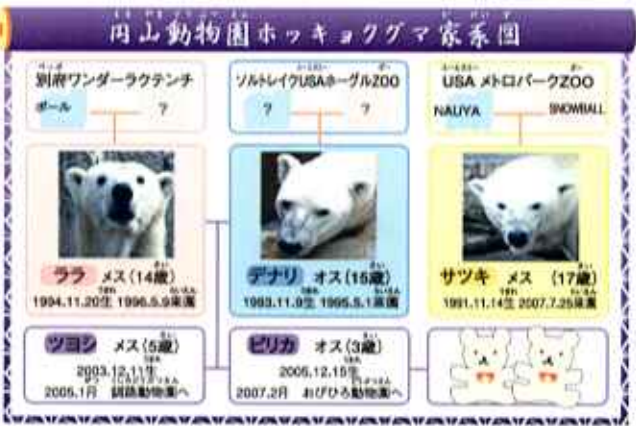 円山動物園ホッキョクグマ家系図
別府ワンダーラクテンチ
ポール ?
ソルトレイクUSAホーグルZOO
? ?
USA メトロパークZOO
NAUYA SNOWBALL
ララ メス(14歳)
1994.11.20生 1996.5.9来園
デナリ オス(15歳)
1993.11.9生 1995.5.1来園
サツキ メス (17歳)
1991.11.14生 2007.7.25来園
ツヨシ メス(5歳)
2003.12.11生
2005.1月 釧路動物園へ
ピリカ オス(3歳)
2005.12.15生
2007.2月 おびひろ動物園へ